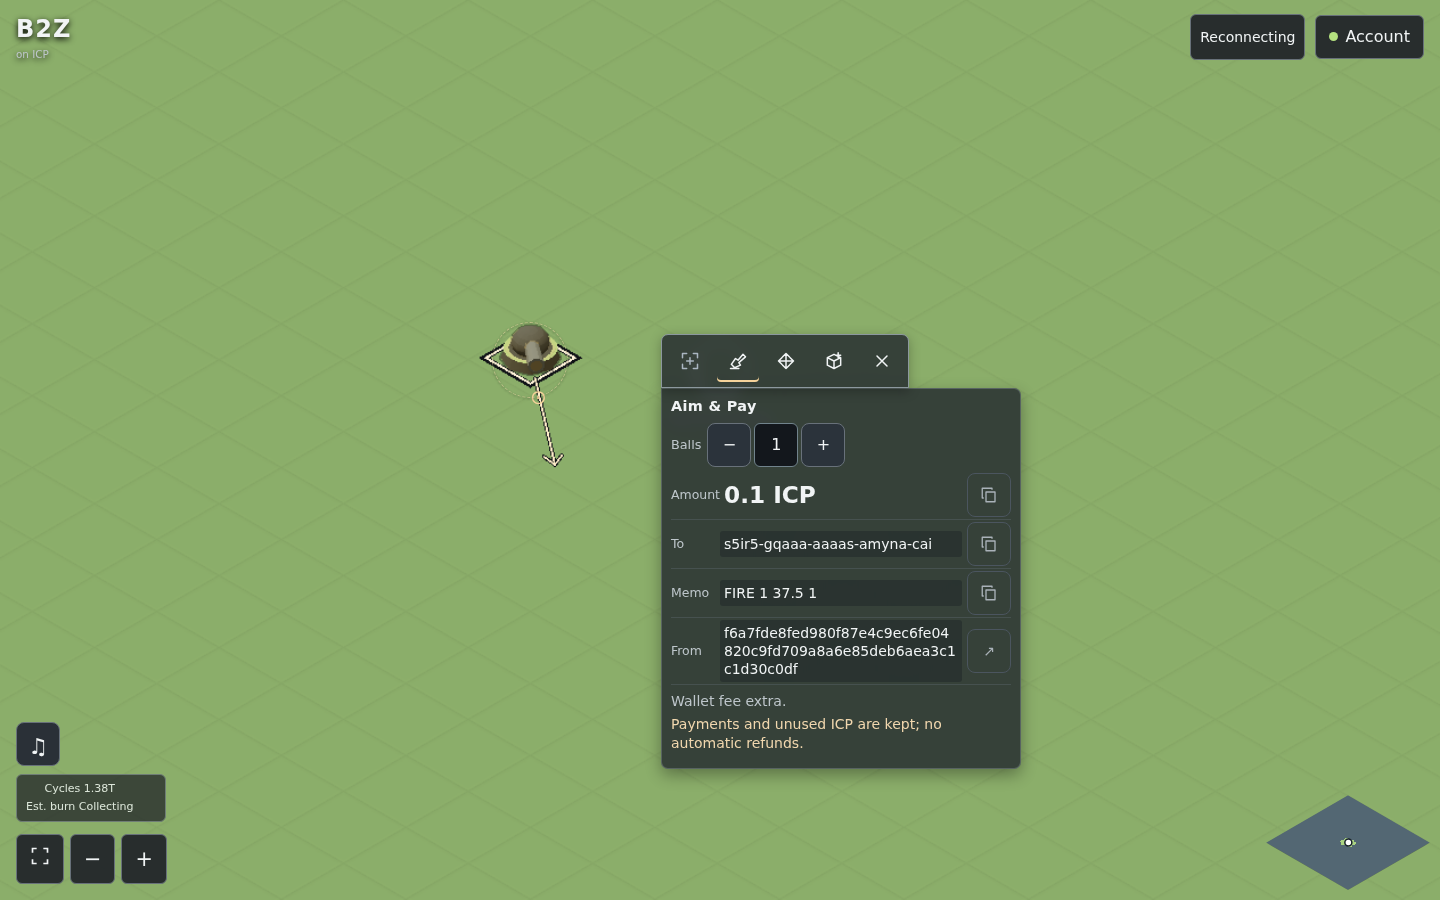 B2Z
on ICP
Reconnecting
Account
Aim & Pay
Balls
−
1
+
Amount 0.1 ICP
To s5ir5-gqaaa-aaaas-amyna-cai
Memo FIRE 1 37.5 1
From
f6a7fde8fed980f87e4c9ec6fe04
820c9fd709a8a6e85deb6aea3c1
c1d30c0df
Wallet fee extra.
Payments and unused ICP are kept; no
automatic refunds.
Cycles 1.38T
Est. burn Collecting
−
+